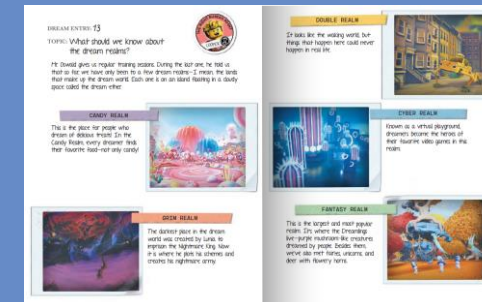 DREAM ENTRY: 13
TOPIC: What should we know about
the dream realms?
Mr. Oswald gives us regular training sessions. During the last one, he told us
that so far, we have only been to a few dream realms—I mean, the lands
that make up the dream world. Each one is an island floating in a cloudy
space called the dream ether.
CANDY REALM
This is the place for people who
dream of delicious treats! In the
Candy Realm, every dreamer finds
their favorite food—not only candy!
GRIM REALM
The darkest place in the dream
world was created by Lunia to
imprison the Nightmare King. Now
it is where he plots his schemes and
creates his nightmare army.
DOUBLE REALM
It looks like the waking world, but
things that happen here could never
happen in real life.
CYBER REALM
Known as a virtual playground,
dreamers become the heroes of
their favorite video games in this
realm.
FANTASY REALM
This is the largest and most popular
realm. It's where the Dreamlings
live—purple mushroom-like creatures
dreamed by people. Besides them,
we've also met fairies, unicorns, and
deer with flowery horns.